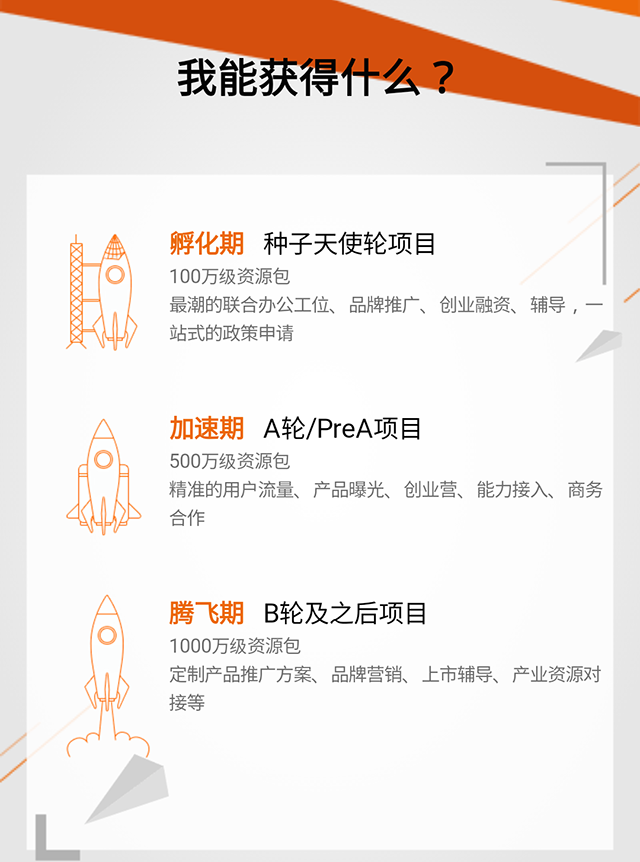 我能获得什么？
孵化期 种子天使轮项目
100万级资源包
最潮的联合办公工位、品牌推广、创业融资、辅导，一
站式的政策申请
加速期 A轮/PreA项目
500万级资源包
精准的用户流量、产品曝光、创业营、能力接入、商务
合作
腾飞期 B轮及之后项目
1000万级资源包
定制产品推广方案、品牌营销、上市辅导、产业资源对
接等